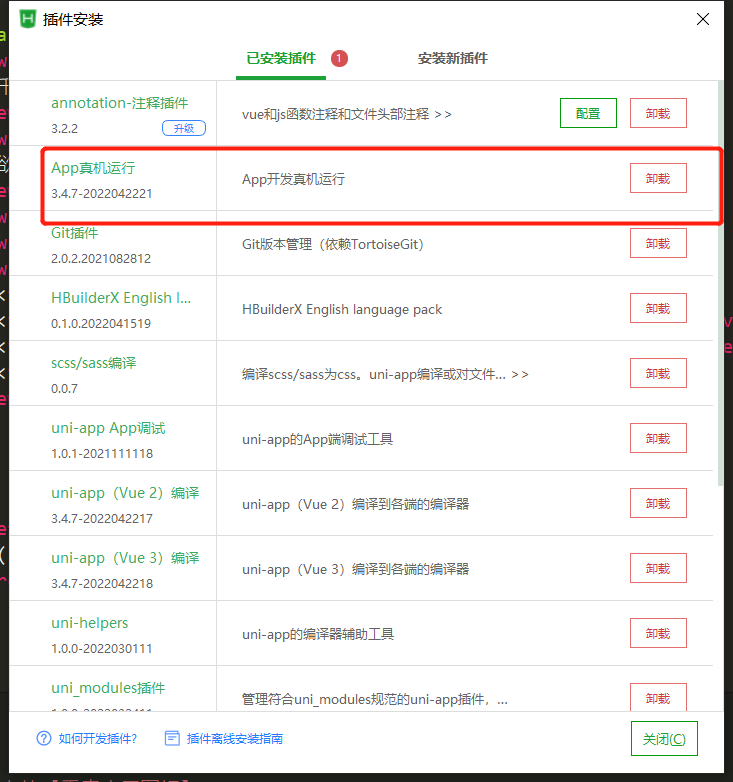 插件安装
已安装插件 1 安装新插件
annotation-注释插件
3.2.2 升级
vue和js函数注释和文件头部注释 >>
配置 卸载
App真机运行
3.4.7-2022042221
App开发真机运行
卸载
Git插件
2.0.2.2021082812
Git版本管理（依赖TortoiseGit）
卸载
HBuilderX English l...
0.1.0.2022041519
HBuilderX English language pack
卸载
scss/sass编译
0.0.7
编译scss/sass为css。uni-app编译或对文件... >>
卸载
uni-app App调试
1.0.1-2021111118
uni-app的App端调试工具
卸载
uni-app（Vue 2）编译
3.4.7-2022042217
uni-app（Vue 2）编译到各端的编译器
卸载
uni-app（Vue 3）编译
3.4.7-2022042218
uni-app（Vue 3）编译到各端的编译器
卸载
uni-helpers
1.0.0-2022030111
uni-app的编译器辅助工具
卸载
uni_modules插件
管理符合uni_modules规范的uni-app插件，...
卸载
如何开发插件? 插件离线安装指南
关闭(C)